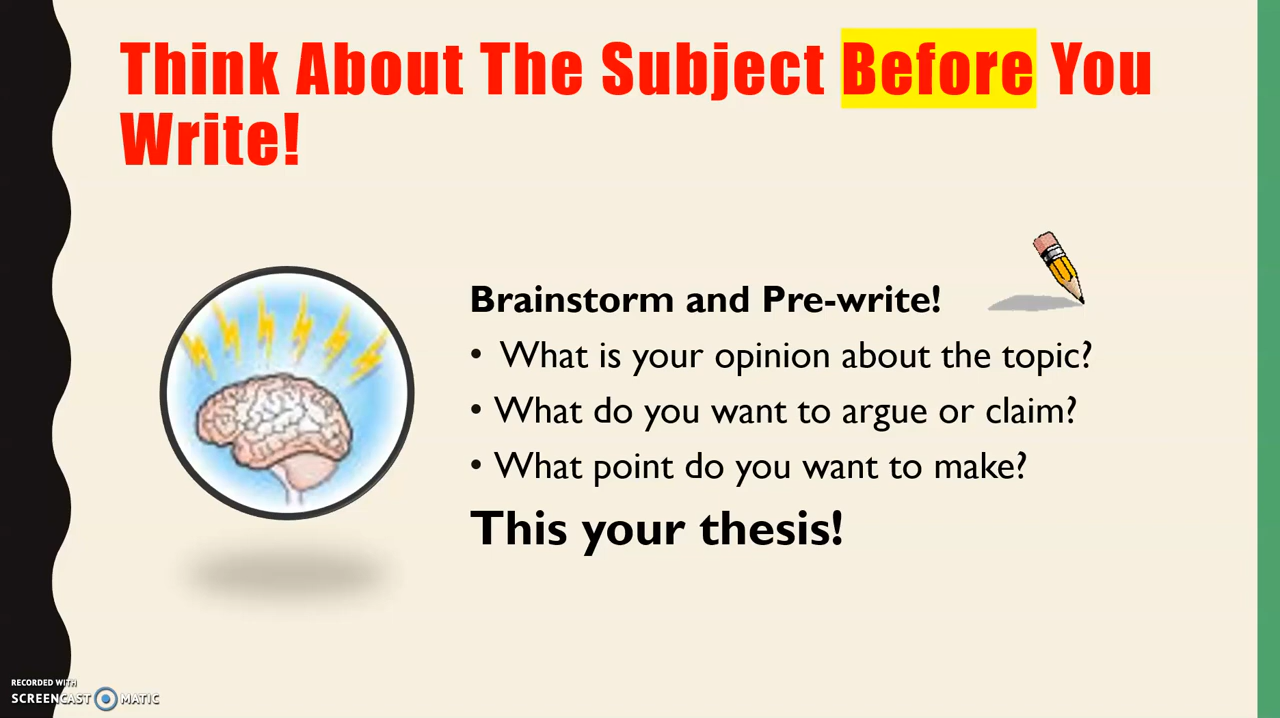 Think About The Subject Before You
Write!
Brainstorm and Pre-write!
• What is your opinion about the topic?
• What do you want to argue or claim?
• What point do you want to make?
This your thesis!
RECORDED WITH
SCREENCAST MATIC